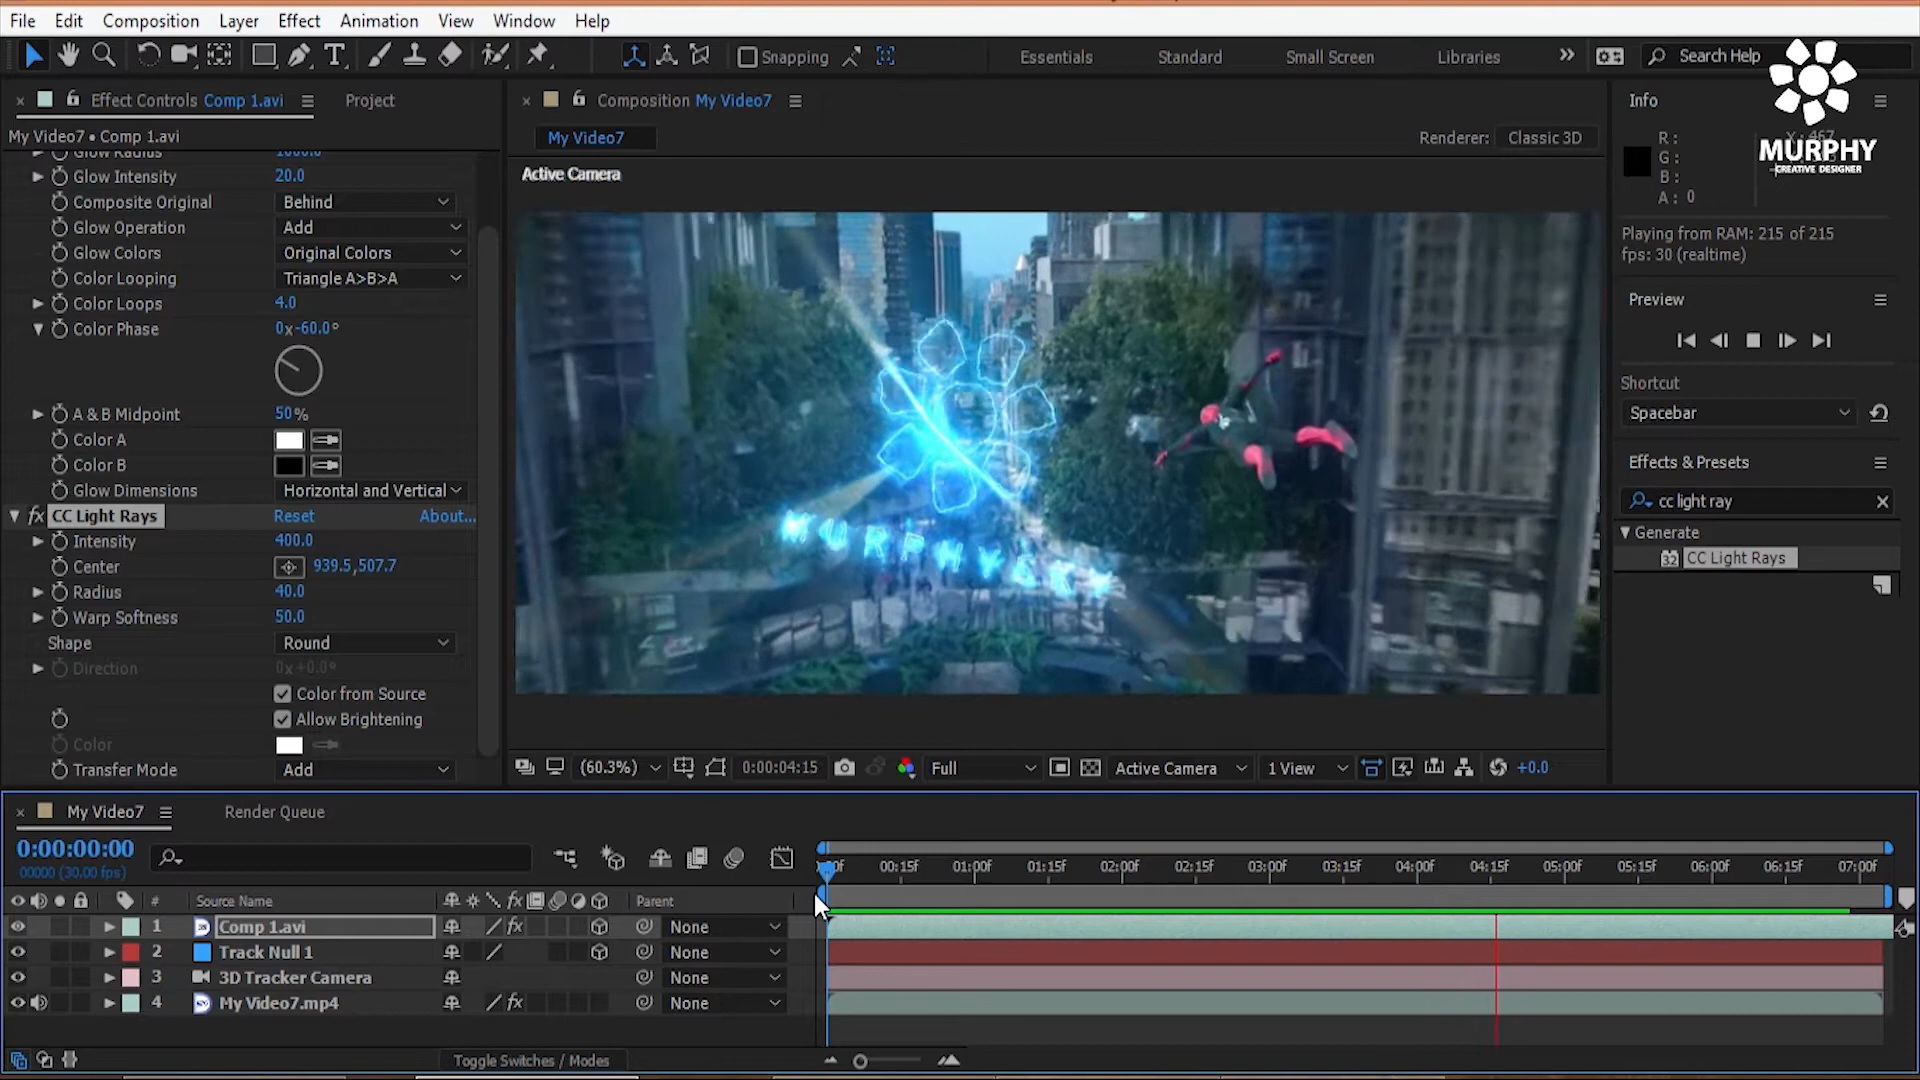 File Edit Composition Layer Effect Animation View Window Help
Snapping
Essentials Standard Small Screen Libraries
Search Help
MURPHY
CREATIVE DESIGNER
Effect Controls Comp 1.avi
Project
My Video7 • Comp 1.avi
Glow Radius 1000.0
Glow Intensity 20.0
Composite Original Behind
Glow Operation Add
Glow Colors Original Colors
Color Looping Triangle A>B>A
Color Loops 4.0
Color Phase 0x-60.0°
A & B Midpoint 50%
Color A
Color B
Glow Dimensions Horizontal and Vertical
fx CC Light Rays Reset About...
Intensity 400.0
Center 939.5,507.7
Radius 40.0
Warp Softness 50.0
Shape Round
Direction 0x+0.0°
Color from Source
Allow Brightening
Color
Transfer Mode Add
Composition My Video7
My Video7
Renderer: Classic 3D
Active Camera
(60.3%) 0:00:04:15 Full Active Camera 1 View +0.0
Info
R:
G:
B:
A: 0
X: 467
Playing from RAM: 215 of 215
fps: 30 (realtime)
Preview
Shortcut
Spacebar
Effects & Presets
cc light ray
Generate
32 CC Light Rays
My Video7
Render Queue
0:00:00:00
00000 (30.00 fps)
00:15f 01:00f 01:15f 02:00f 02:15f 03:00f 03:15f 04:00f 04:15f 05:00f 05:15f 06:00f 06:15f 07:00f
# Source Name fx Parent
1 Comp 1.avi fx None
2 Track Null 1 None
3 3D Tracker Camera None
4 My Video7.mp4 fx None
Toggle Switches / Modes